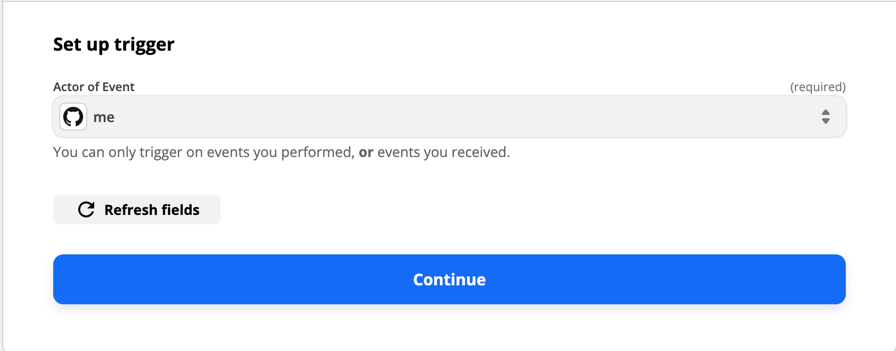 Set up trigger
Actor of Event (required)
me
You can only trigger on events you performed, or events you received.
Refresh fields
Continue